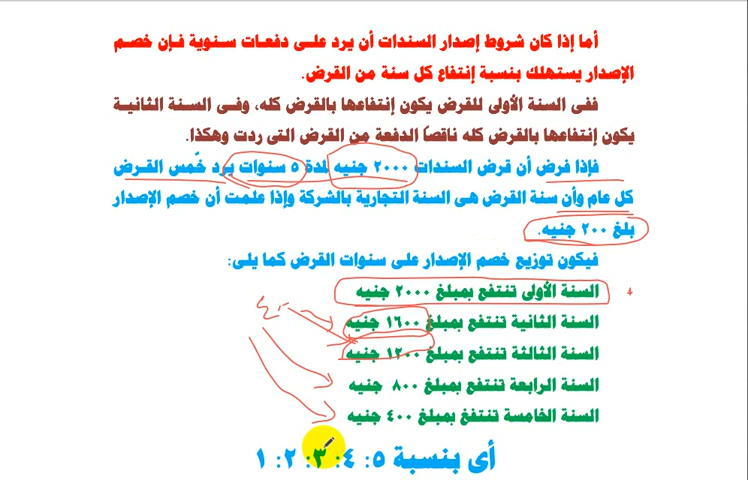 أما إذا كان شروط إصدار السندات أن يرد على دفعات سنوية فإن خصم
الإصدار يستهلك بنسبة إنتفاع كل سنة من القرض.
ففى السنة الأولى للقرض يكون إنتفاعها بالقرض كله، وفى السنة الثانية
يكون إنتفاعها بالقرض كله ناقصاً الدفعة من القرض التى ردت وهكذا.
فإذا فرض أن قرض السندات ٢٠٠٠ جنيه لمدة ٥ سنوات يرد خُمس القرض
كل عام وأن سنة القرض هى السنة التجارية بالشركة وإذا علمت أن خصم الإصدار
بلغ ٢٠٠ جنيه.
فيكون توزيع خصم الإصدار على سنوات القرض كما يلى:
السنة الأولى تنتفع بمبلغ ٢٠٠٠ جنيه
السنة الثانية تنتفع بمبلغ ١٦٠٠ جنيه
السنة الثالثة تنتفع بمبلغ ١٢٠٠ جنيه
السنة الرابعة تنتفع بمبلغ ٨٠٠ جنيه
السنة الخامسة تنتفغ بمبلغ ٤٠٠ جنيه
أى بنسبة ٥: ٤: ٣: ٢: ١